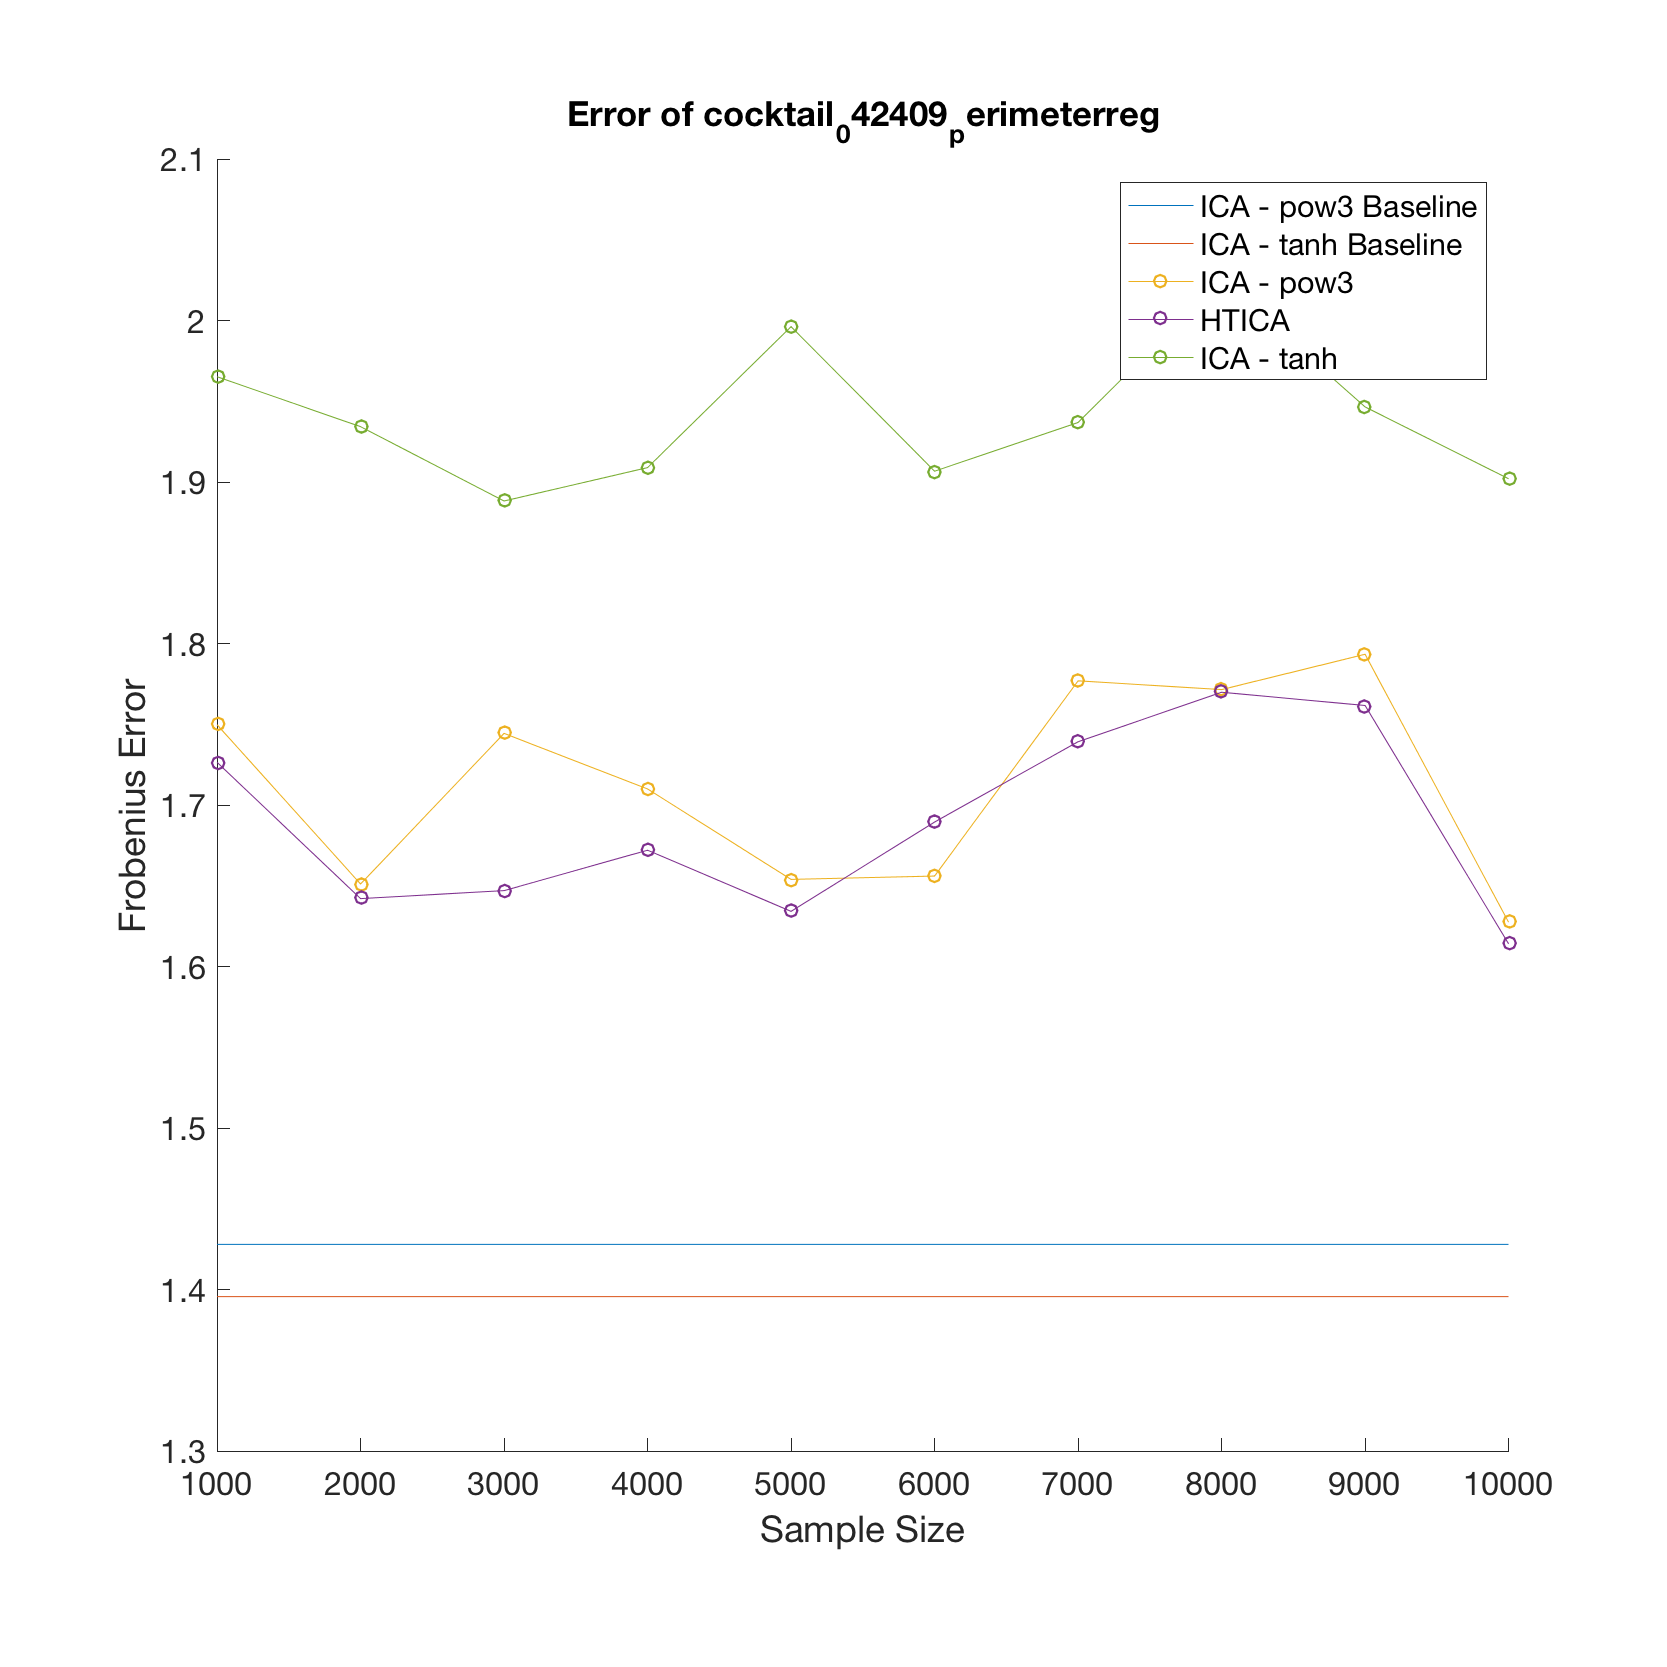 Error of cocktail042409perimeterreg
2.1
2
1.9
1.8
1.7
1.6
1.5
1.4
1.3
Frobenius Error
ICA - pow3 Baseline
ICA - tanh Baseline
ICA - pow3
HTICA
ICA - tanh
1000 2000 3000 4000 5000 6000 7000 8000 9000 10000
Sample Size